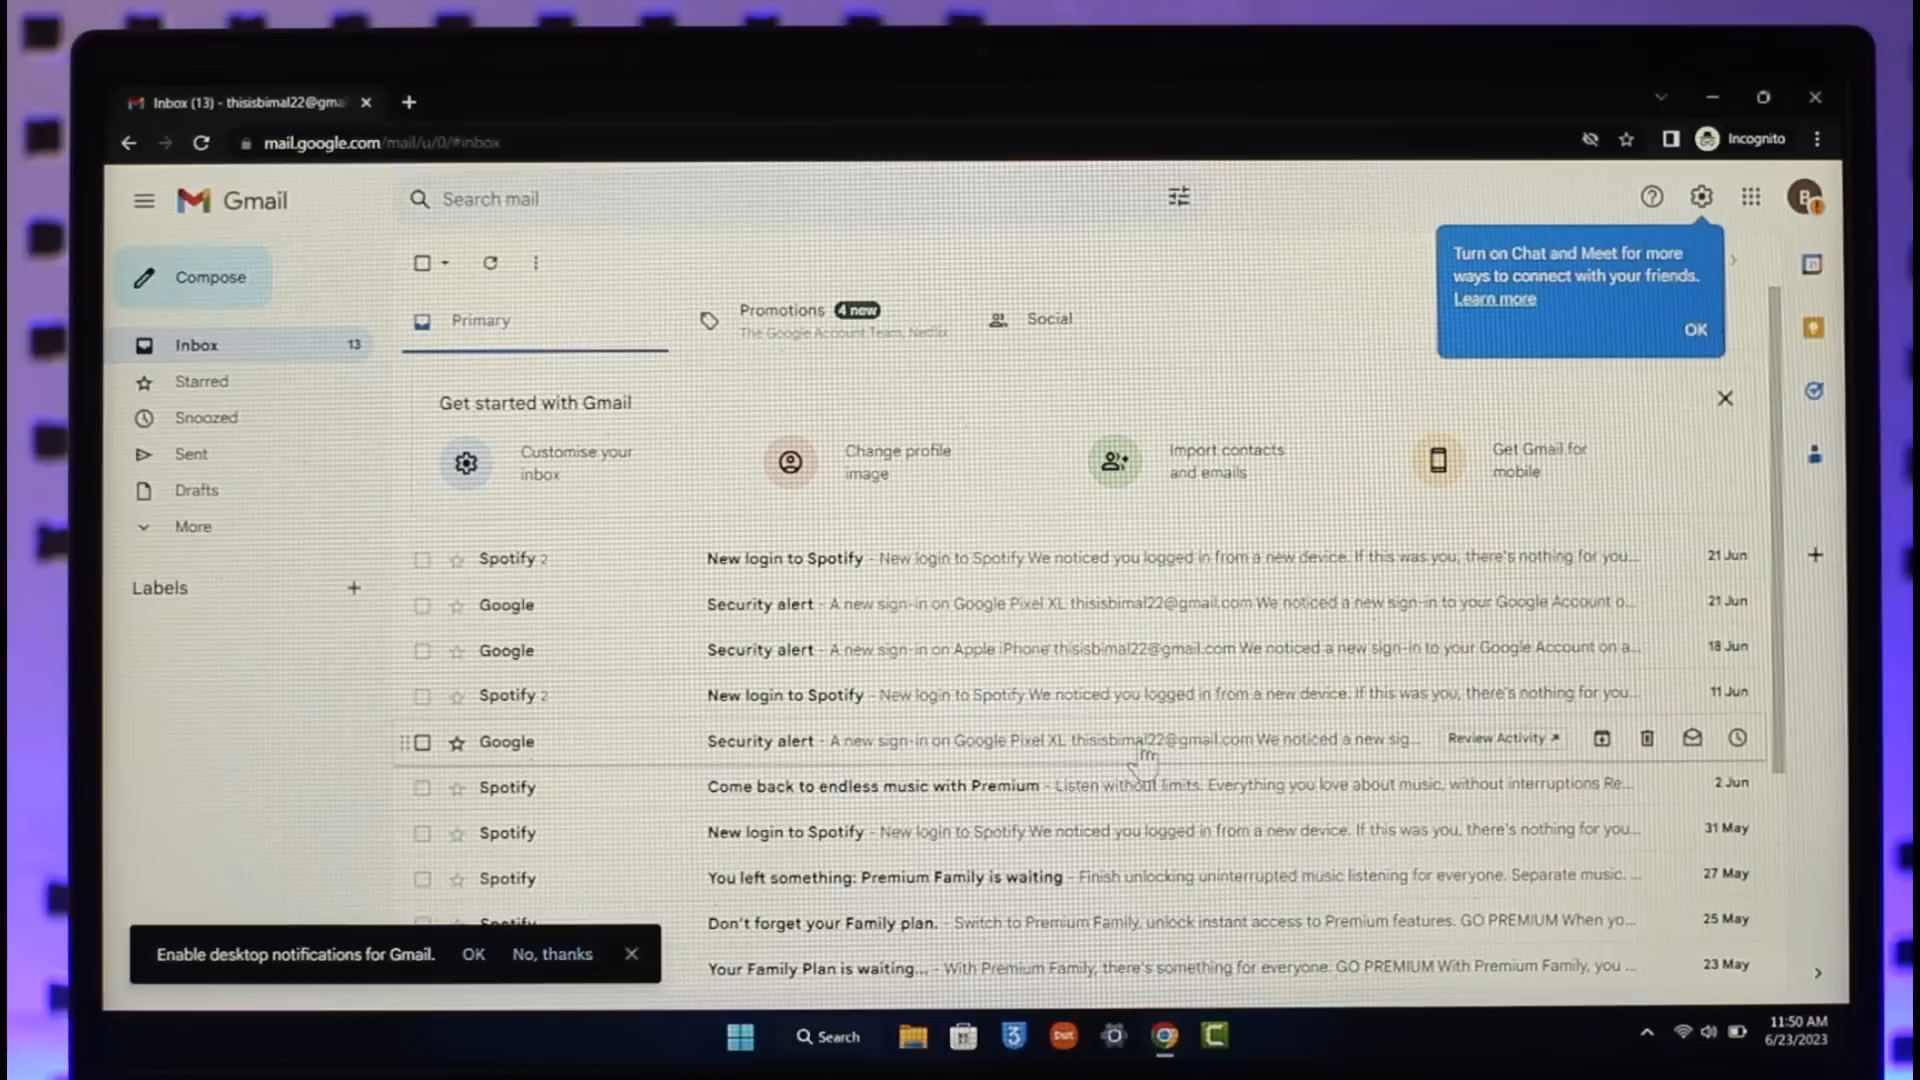 Inbox (13) - thisisbimal22@gma
mail.google.com/mail/u/0/#inbox
Incognito
Gmail
Search mail
B
Turn on Chat and Meet for more
ways to connect with your friends.
Learn more
OK
Compose
Primary
Promotions 4 new
The Google Account Team, Netflix
Social
Inbox 13
Starred
Snoozed
Sent
Drafts
More
Labels
Get started with Gmail
Customise your
inbox
Change profile
image
Import contacts
and emails
Get Gmail for
mobile
Spotify 2 New login to Spotify - New login to Spotify We noticed you logged in from a new device. If this was you, there's nothing for you... 21 Jun
Google Security alert - A new sign-in on Google Pixel XL thisisbimal22@gmail.com We noticed a new sign-in to your Google Account o... 21 Jun
Google Security alert - A new sign-in on Apple iPhone thisisbimal22@gmail.com We noticed a new sign-in to your Google Account on a... 18 Jun
Spotify 2 New login to Spotify - New login to Spotify We noticed you logged in from a new device. If this was you, there's nothing for you... 11 Jun
Google Security alert - A new sign-in on Google Pixel XL thisisbimal22@gmail.com We noticed a new sig... Review Activity
Spotify Come back to endless music with Premium - Listen without limits. Everything you love about music, without interruptions Re... 2 Jun
Spotify New login to Spotify - New login to Spotify We noticed you logged in from a new device. If this was you, there's nothing for you... 31 May
Spotify You left something: Premium Family is waiting - Finish unlocking uninterrupted music listening for everyone. Separate music. ... 27 May
Spotify Don't forget your Family plan. - Switch to Premium Family, unlock instant access to Premium features. GO PREMIUM When yo... 25 May
Your Family Plan is waiting... - With Premium Family, there's something for everyone. GO PREMIUM With Premium Family, you ... 23 May
Enable desktop notifications for Gmail. OK No, thanks
Search
11:50 AM
6/23/2023